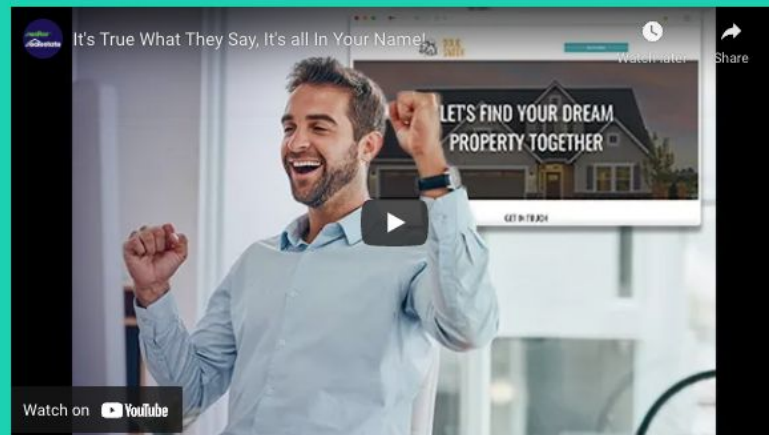 It's True What They Say, It's all In Your Name!
Watch later
Share
realestate
LET'S FIND YOUR DREAM
PROPERTY TOGETHER
GET IN TOUCH
Watch on YouTube